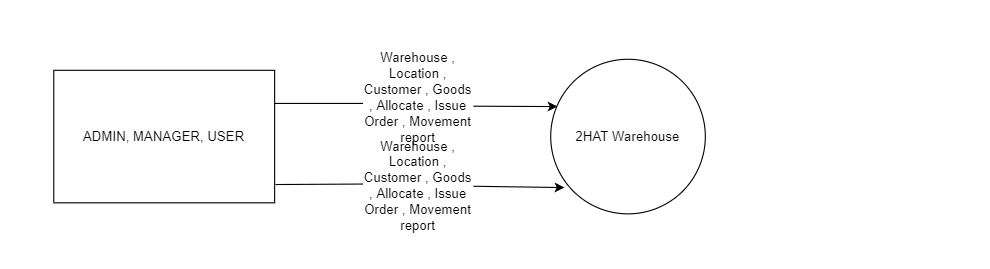 Warehouse ,
Location ,
Customer , Goods
, Allocate , Issue
Order , Movement
report
ADMIN, MANAGER, USER
2HAT Warehouse
Warehouse ,
Location ,
Customer , Goods
, Allocate , Issue
Order , Movement
report